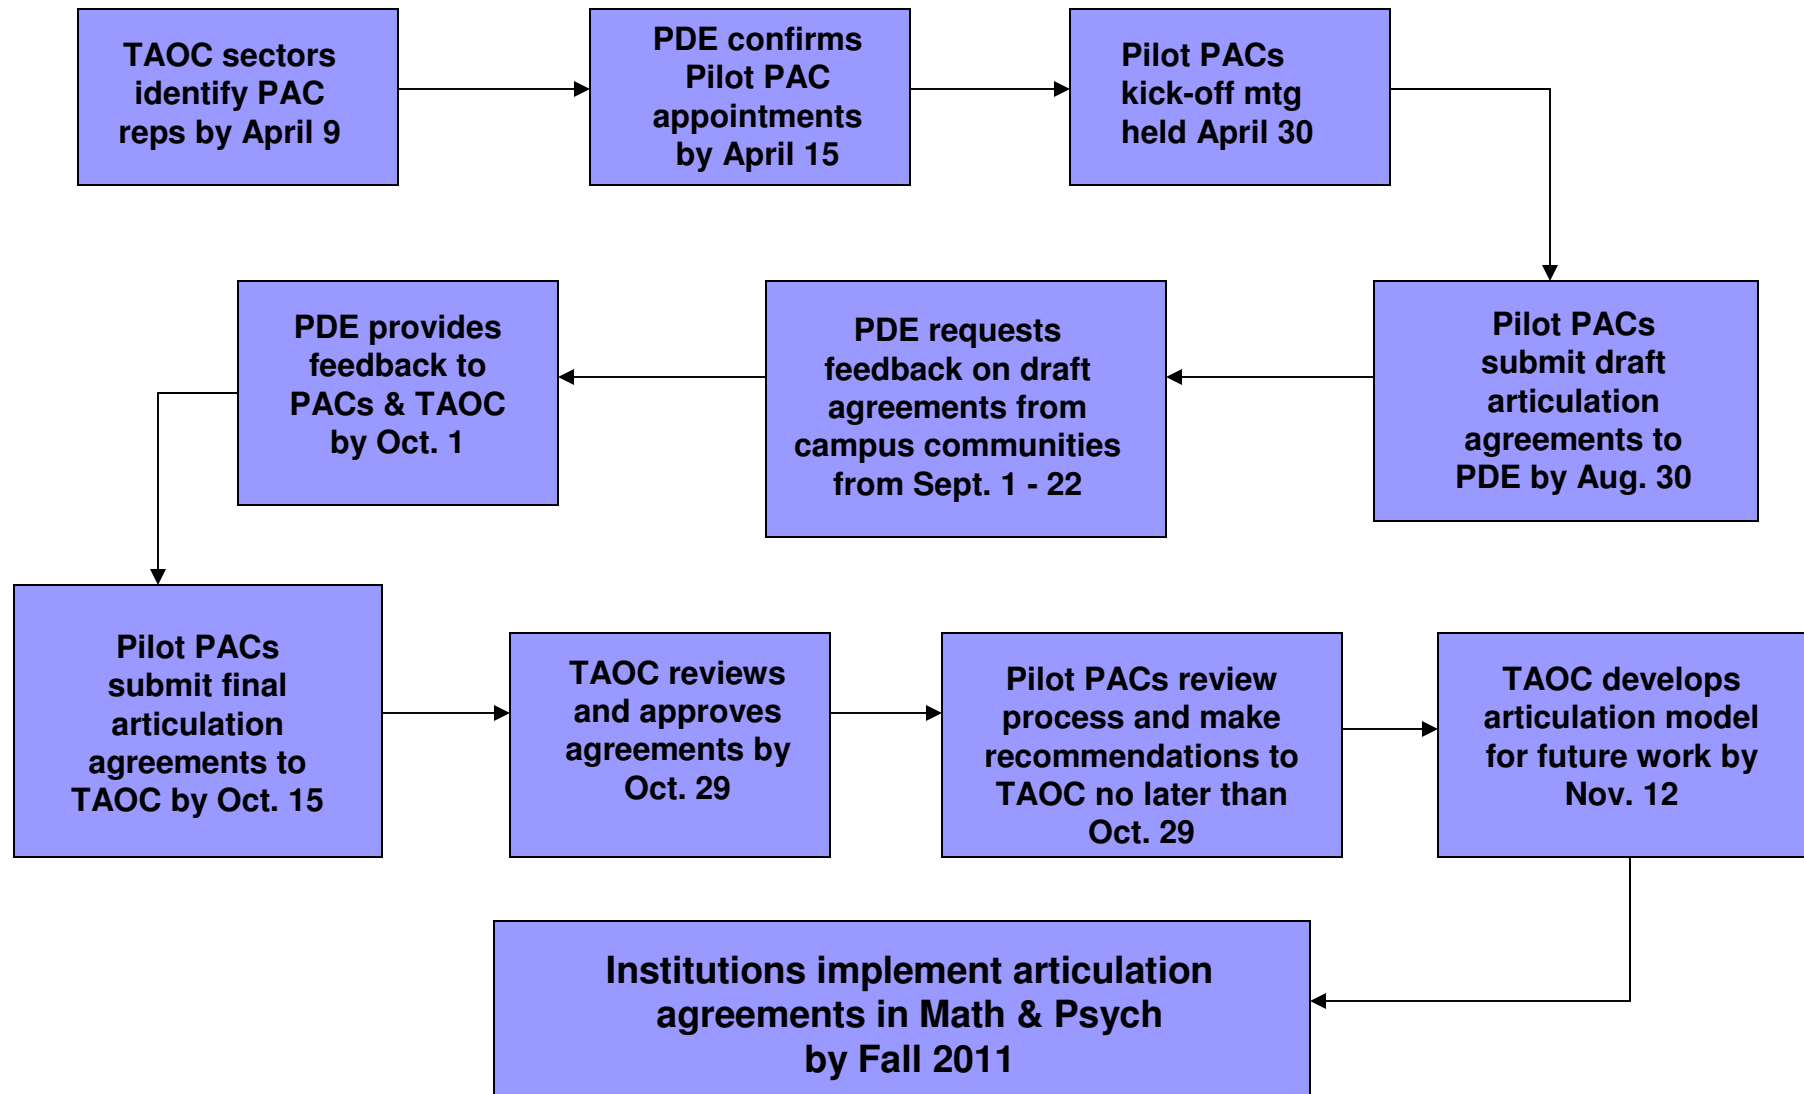 TAOC sectors
identify PAC
reps by April 9
PDE confirms
Pilot PAC
appointments
by April 15
Pilot PACs
kick-off mtg
held April 30
Pilot PACs
submit draft
articulation
agreements to
PDE by Aug. 30
PDE requests
feedback on draft
agreements from
campus communities
from Sept. 1 - 22
PDE provides
feedback to
PACs & TAOC
by Oct. 1
Pilot PACs
submit final
articulation
agreements to
TAOC by Oct. 15
TAOC reviews
and approves
agreements by
Oct. 29
Pilot PACs review
process and make
recommendations to
TAOC no later than
Oct. 29
TAOC develops
articulation model
for future work by
Nov. 12
Institutions implement articulation
agreements in Math & Psych
by Fall 2011